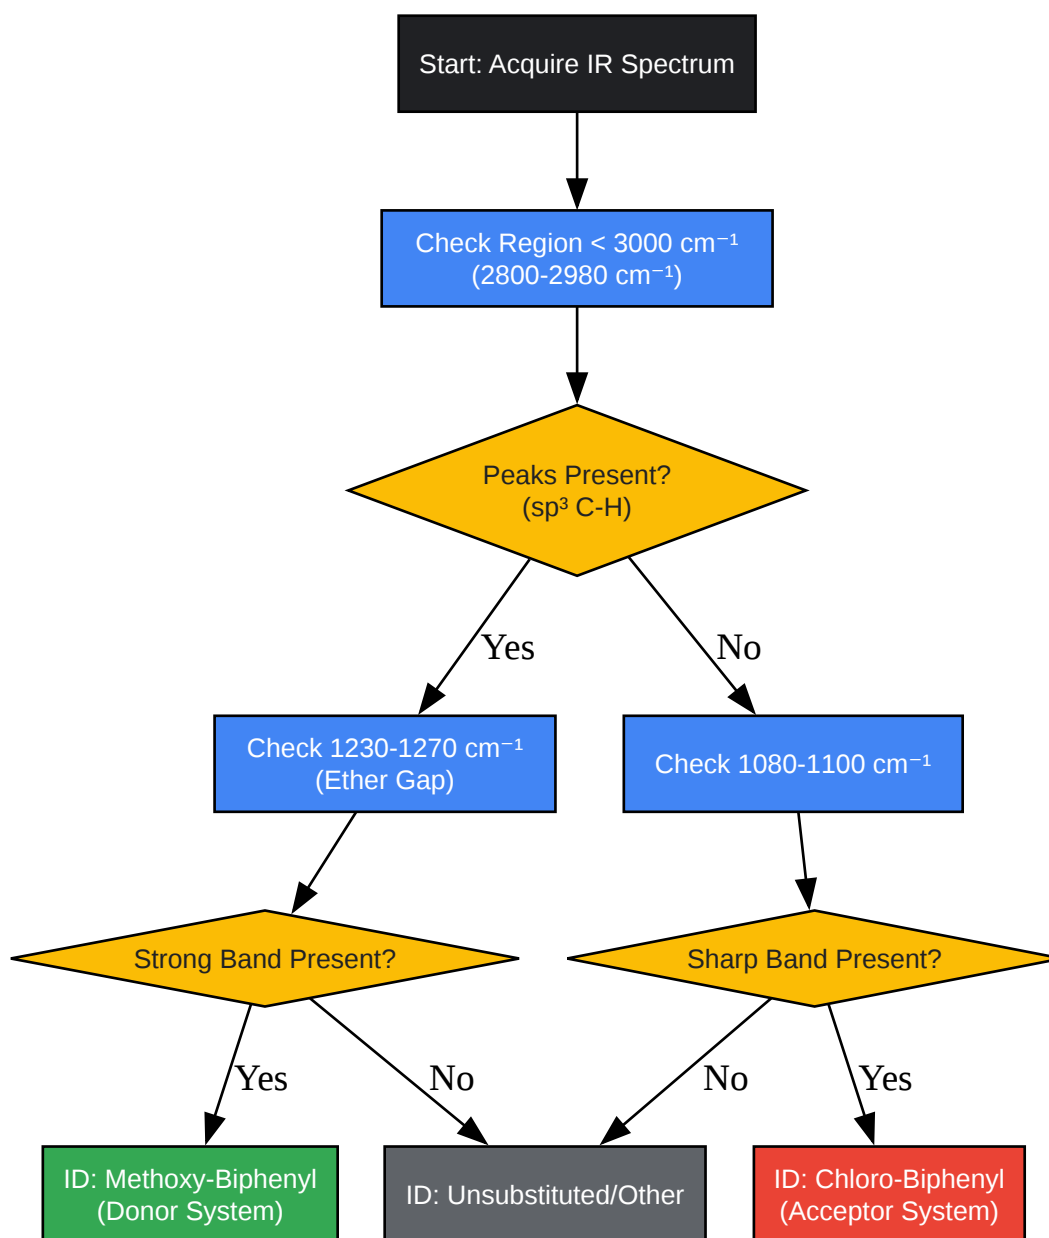 Start: Acquire IR Spectrum
Check Region < 3000 cm⁻¹
(2800-2980 cm⁻¹)
Peaks Present?
(sp³ C-H)
Yes
No
Check 1230-1270 cm⁻¹
(Ether Gap)
Check 1080-1100 cm⁻¹
Strong Band Present?
Sharp Band Present?
Yes
No
No
Yes
ID: Methoxy-Biphenyl
(Donor System)
ID: Unsubstituted/Other
ID: Chloro-Biphenyl
(Acceptor System)